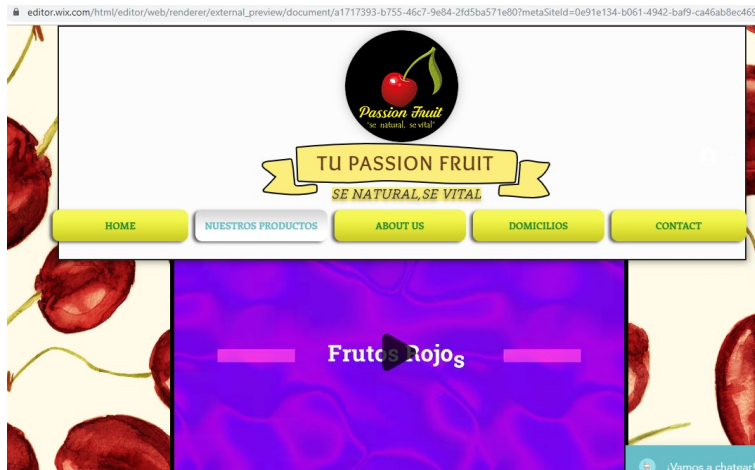 editor.wix.com/html/editor/web/renderer/external_preview/document/a1717393-b755-46c7-9e84-2fd5ba571e80?metaSiteId=0e91e134-b061-4942-baf9-ca46ab8ec469
Passion Fruit
"se natural, se vital"
TU PASSION FRUIT
SE NATURAL,SE VITAL
HOME NUESTROS PRODUCTOS ABOUT US DOMICILIOS CONTACT
Frutos Rojos
¡Vamos a chatear